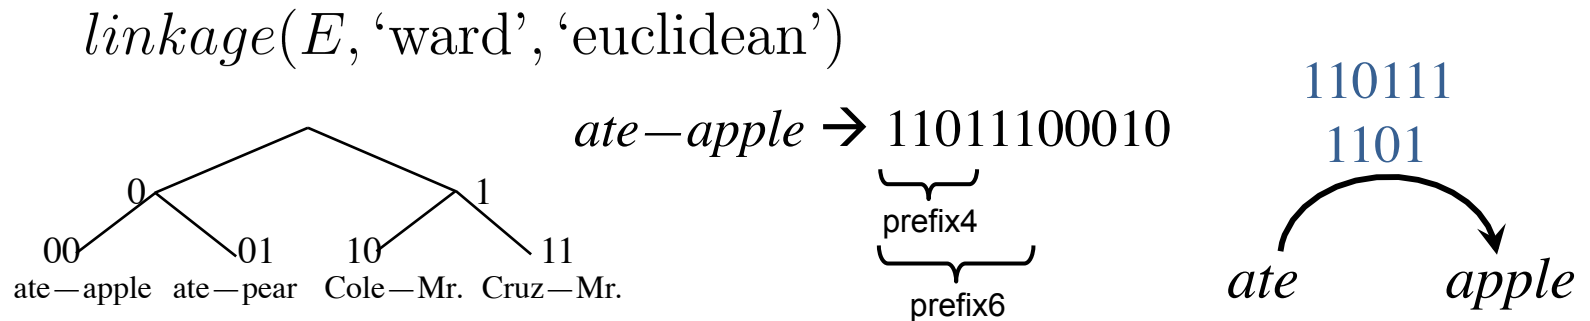 linkage(E, ‘ward’, ‘euclidean’)
0 1
00 01 10 11
ate—apple ate—pear Cole—Mr. Cruz—Mr.
ate—apple → 11011100010
prefix4
prefix6
110111
1101
ate apple